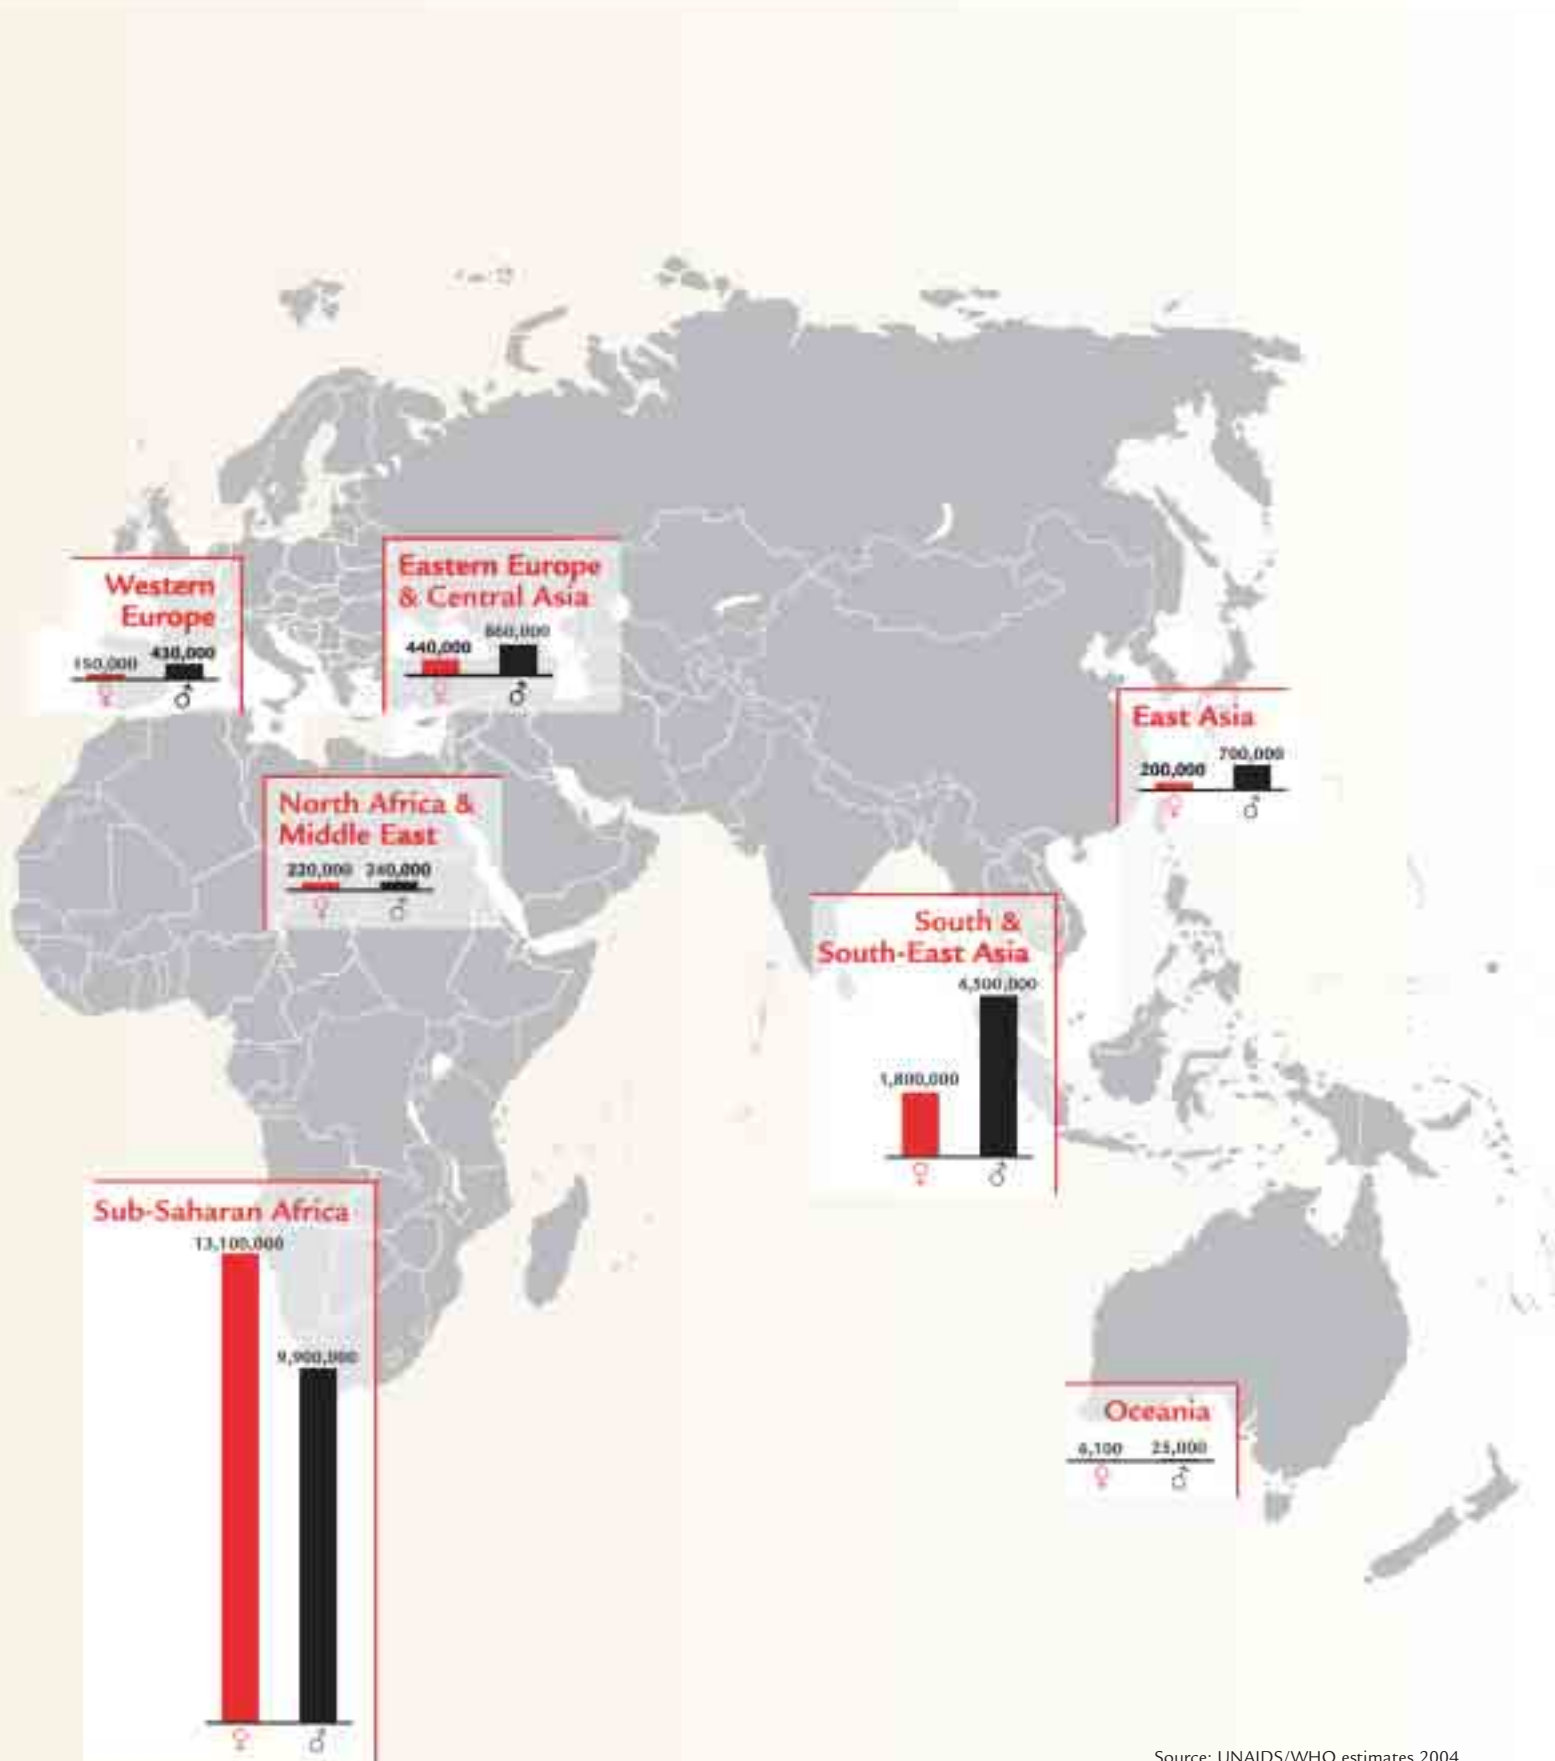 Western
Europe
150,000 430,000
♀ ♂
Eastern Europe
& Central Asia
440,000 860,000
♀ ♂
East Asia
200,000 700,000
♀ ♂
North Africa &
Middle East
220,000 240,000
♀ ♂
South &
South-East Asia
4,500,000
1,800,000
♀ ♂
Sub-Saharan Africa
13,100,000
9,900,000
♀ ♂
Oceania
♀ ♂
Source: UNAIDS/WHO estimates 2004